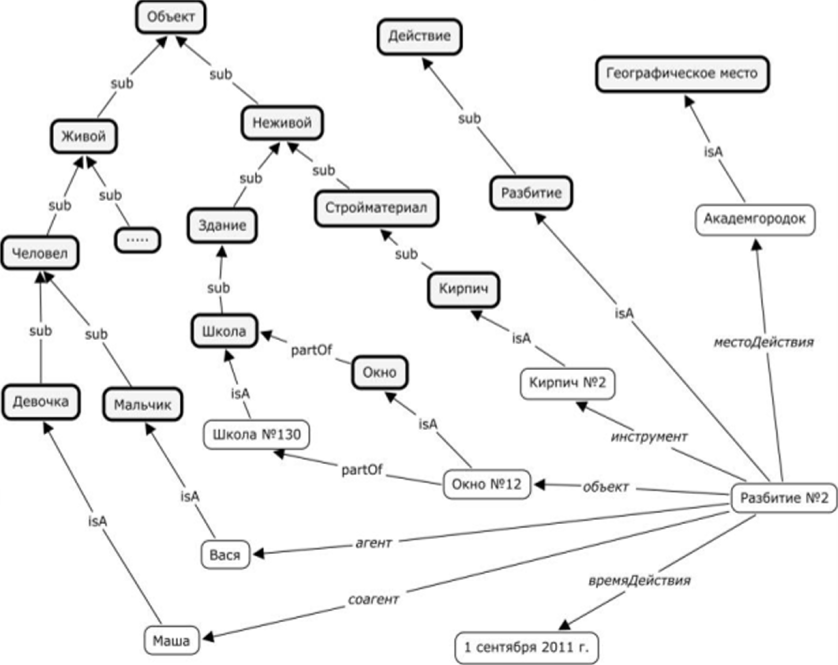 Объект
Действие
Географическое место
sub
sub
Живой
Неживой
sub
isA
sub
sub
sub
sub
Разбитие
Стройматериал
Академгородок
Здание
.....
Человел
sub
Кирпич
sub
isA
Школа
sub
sub
isA
местоДействия
partOf
Окно
Кирпич №2
isA
Девочка
Мальчик
isA
Школа №130
инструмент
partOf
Окно №12
объект
Разбитие №2
isA
isA
агент
Вася
времяДействия
соагент
Маша
1 сентября 2011 г.